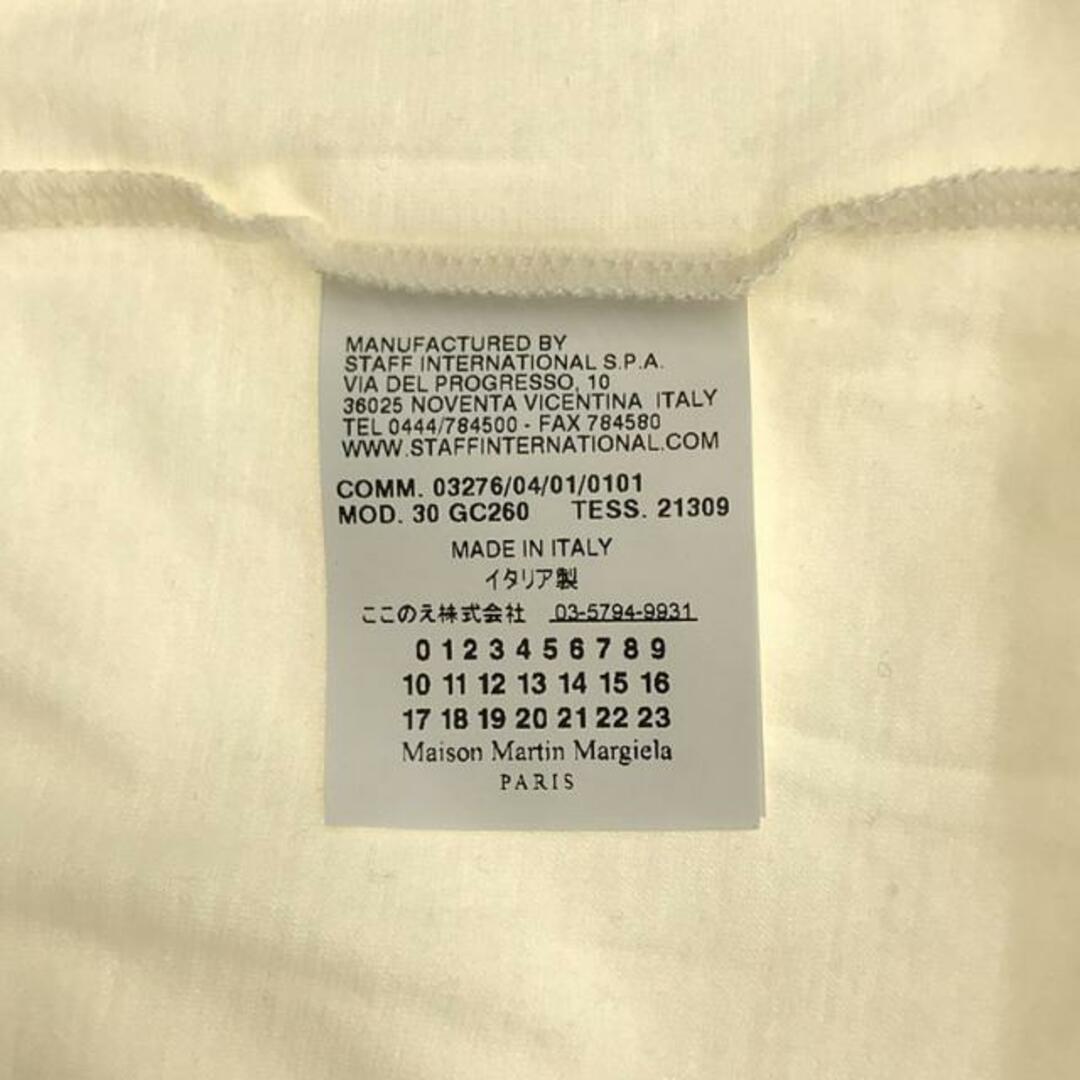 MANUFACTURED BY
STAFF INTERNATIONAL S.P.A.
VIA DEL PROGRESSO, 10
36025 NOVENTA VICENTINA ITALY
TEL 0444/784500 - FAX 784580
WWW.STAFFINTERNATIONAL.COM
COMM. 03276/04/01/0101
MOD. 30 GC260 TESS. 21309
MADE IN ITALY
イタリア製
ここのえ株式会社 03-5794-9931
0 1 2 3 4 5 6 7 8 9
10 11 12 13 14 15 16
17 18 19 20 21 22 23
Maison Martin Margiela
PARIS